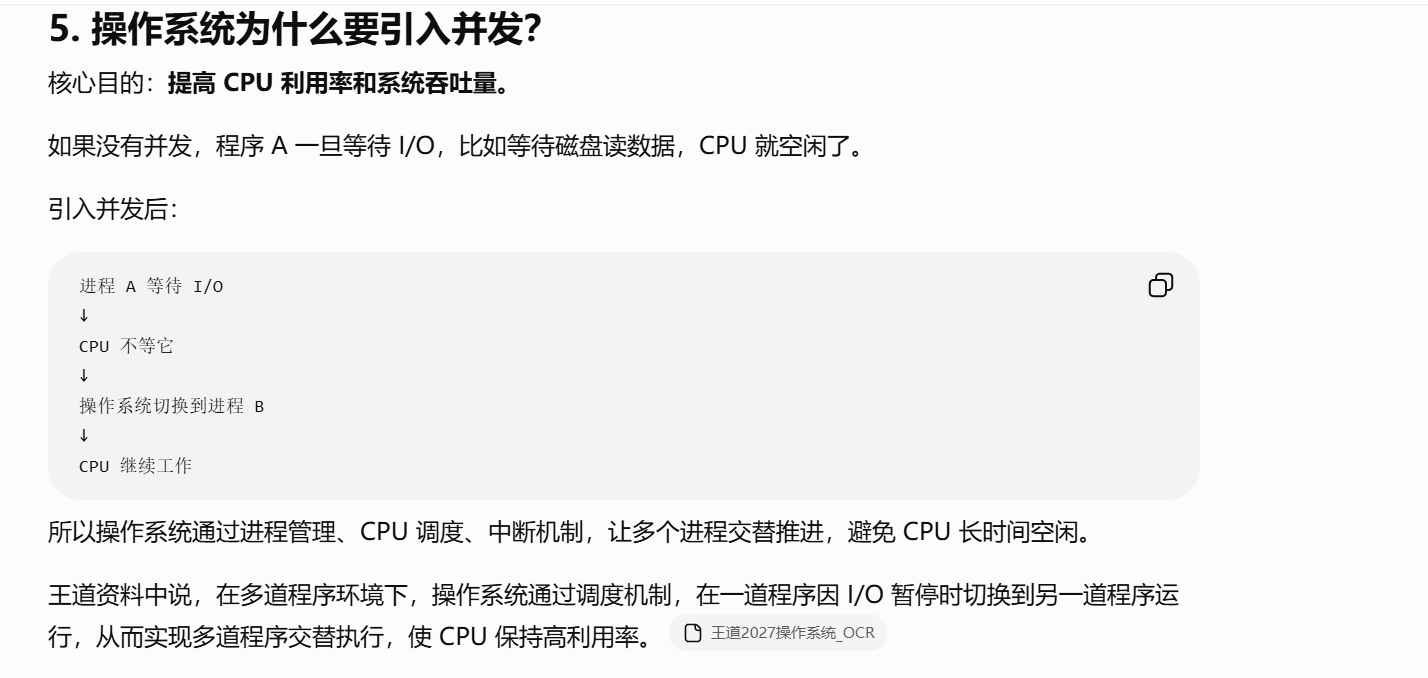 5. 操作系统为什么要引入并发？
核心目的：提高 CPU 利用率和系统吞吐量。
如果没有并发，程序 A 一旦等待 I/O，比如等待磁盘读数据，CPU 就空闲了。
引入并发后：
进程 A 等待 I/O
↓
CPU 不等它
↓
操作系统切换到进程 B
↓
CPU 继续工作
所以操作系统通过进程管理、CPU 调度、中断机制，让多个进程交替推进，避免 CPU 长时间空闲。
王道资料中说，在多道程序环境下，操作系统通过调度机制，在一道程序因 I/O 暂停时切换到另一道程序运
行，从而实现多道程序交替执行，使 CPU 保持高利用率。 王道2027操作系统_OCR